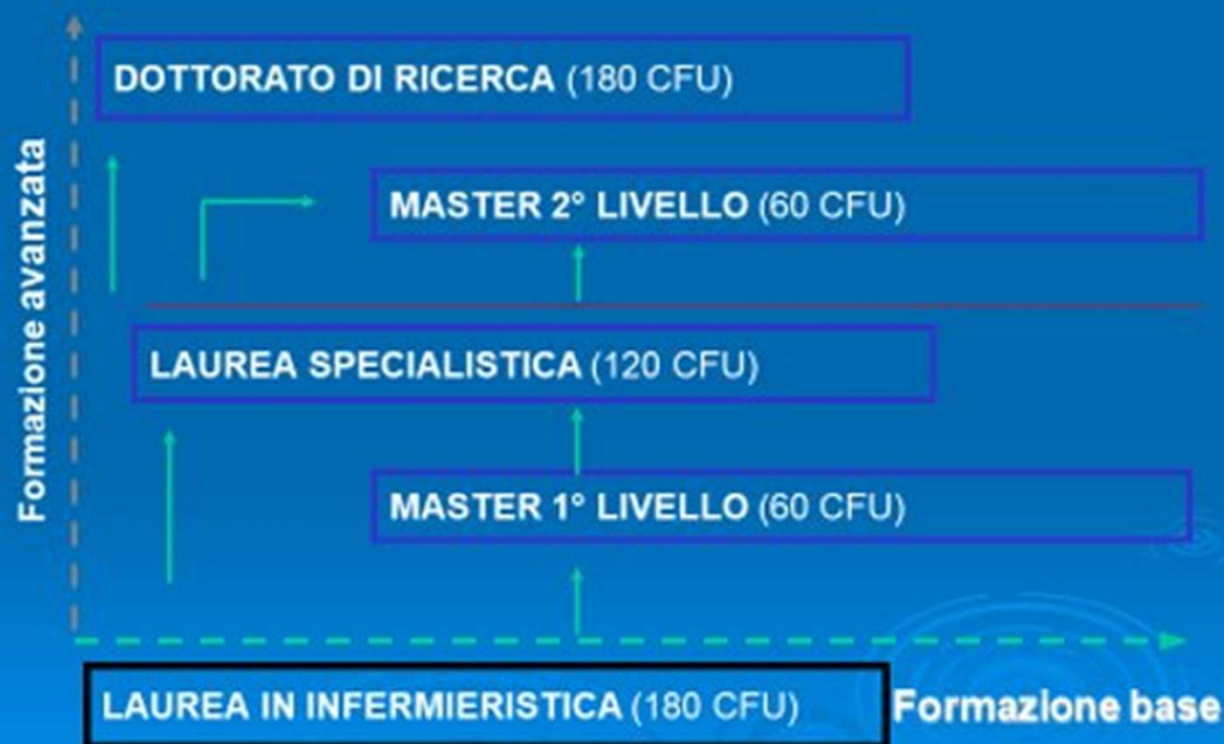 DOTTORATO DI RICERCA (180 CFU)
MASTER 2° LIVELLO (60 CFU)
Formazione avanzata
LAUREA SPECIALISTICA (120 CFU)
MASTER 1° LIVELLO (60 CFU)
LAUREA IN INFERMIERISTICA (180 CFU)
Formazione base